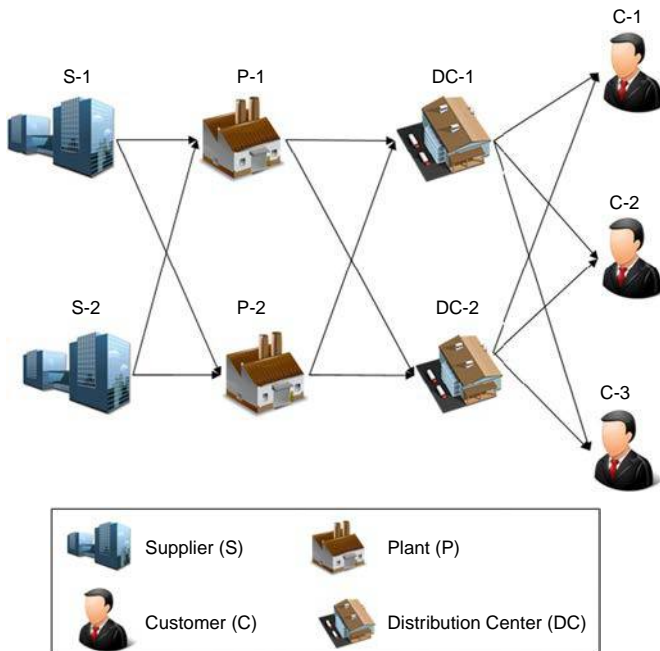 C-1
S-1
P-1
DC-1
C-2
S-2
P-2
DC-2
C-3
Supplier (S)
Plant (P)
Customer (C)
Distribution Center (DC)